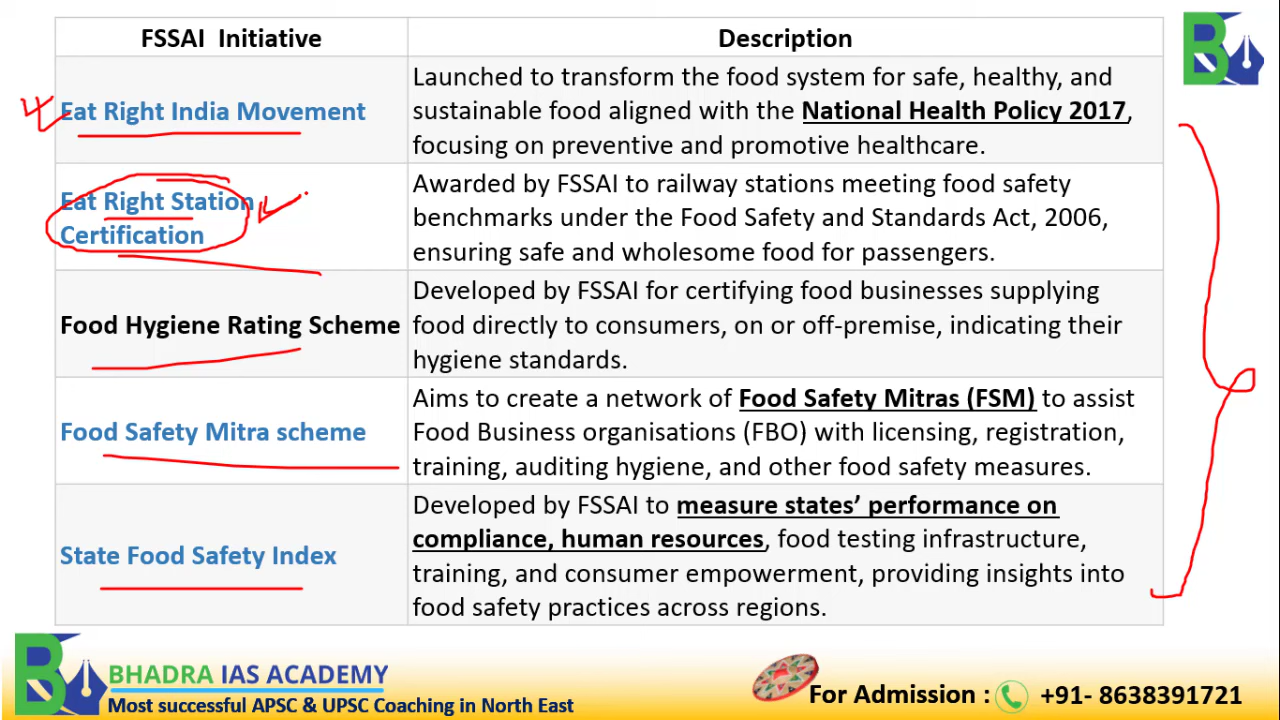 FSSAI Initiative
Description
Eat Right India Movement
Launched to transform the food system for safe, healthy, and
sustainable food aligned with the National Health Policy 2017,
focusing on preventive and promotive healthcare.
Eat Right Station
Certification
Awarded by FSSAI to railway stations meeting food safety
benchmarks under the Food Safety and Standards Act, 2006,
ensuring safe and wholesome food for passengers.
Food Hygiene Rating Scheme
Developed by FSSAI for certifying food businesses supplying
food directly to consumers, on or off-premise, indicating their
hygiene standards.
Food Safety Mitra scheme
Aims to create a network of Food Safety Mitras (FSM) to assist
Food Business organisations (FBO) with licensing, registration,
training, auditing hygiene, and other food safety measures.
State Food Safety Index
Developed by FSSAI to measure states’ performance on
compliance, human resources, food testing infrastructure,
training, and consumer empowerment, providing insights into
food safety practices across regions.
BHADRA IAS ACADEMY
Most successful APSC & UPSC Coaching in North East
For Admission : +91- 8638391721